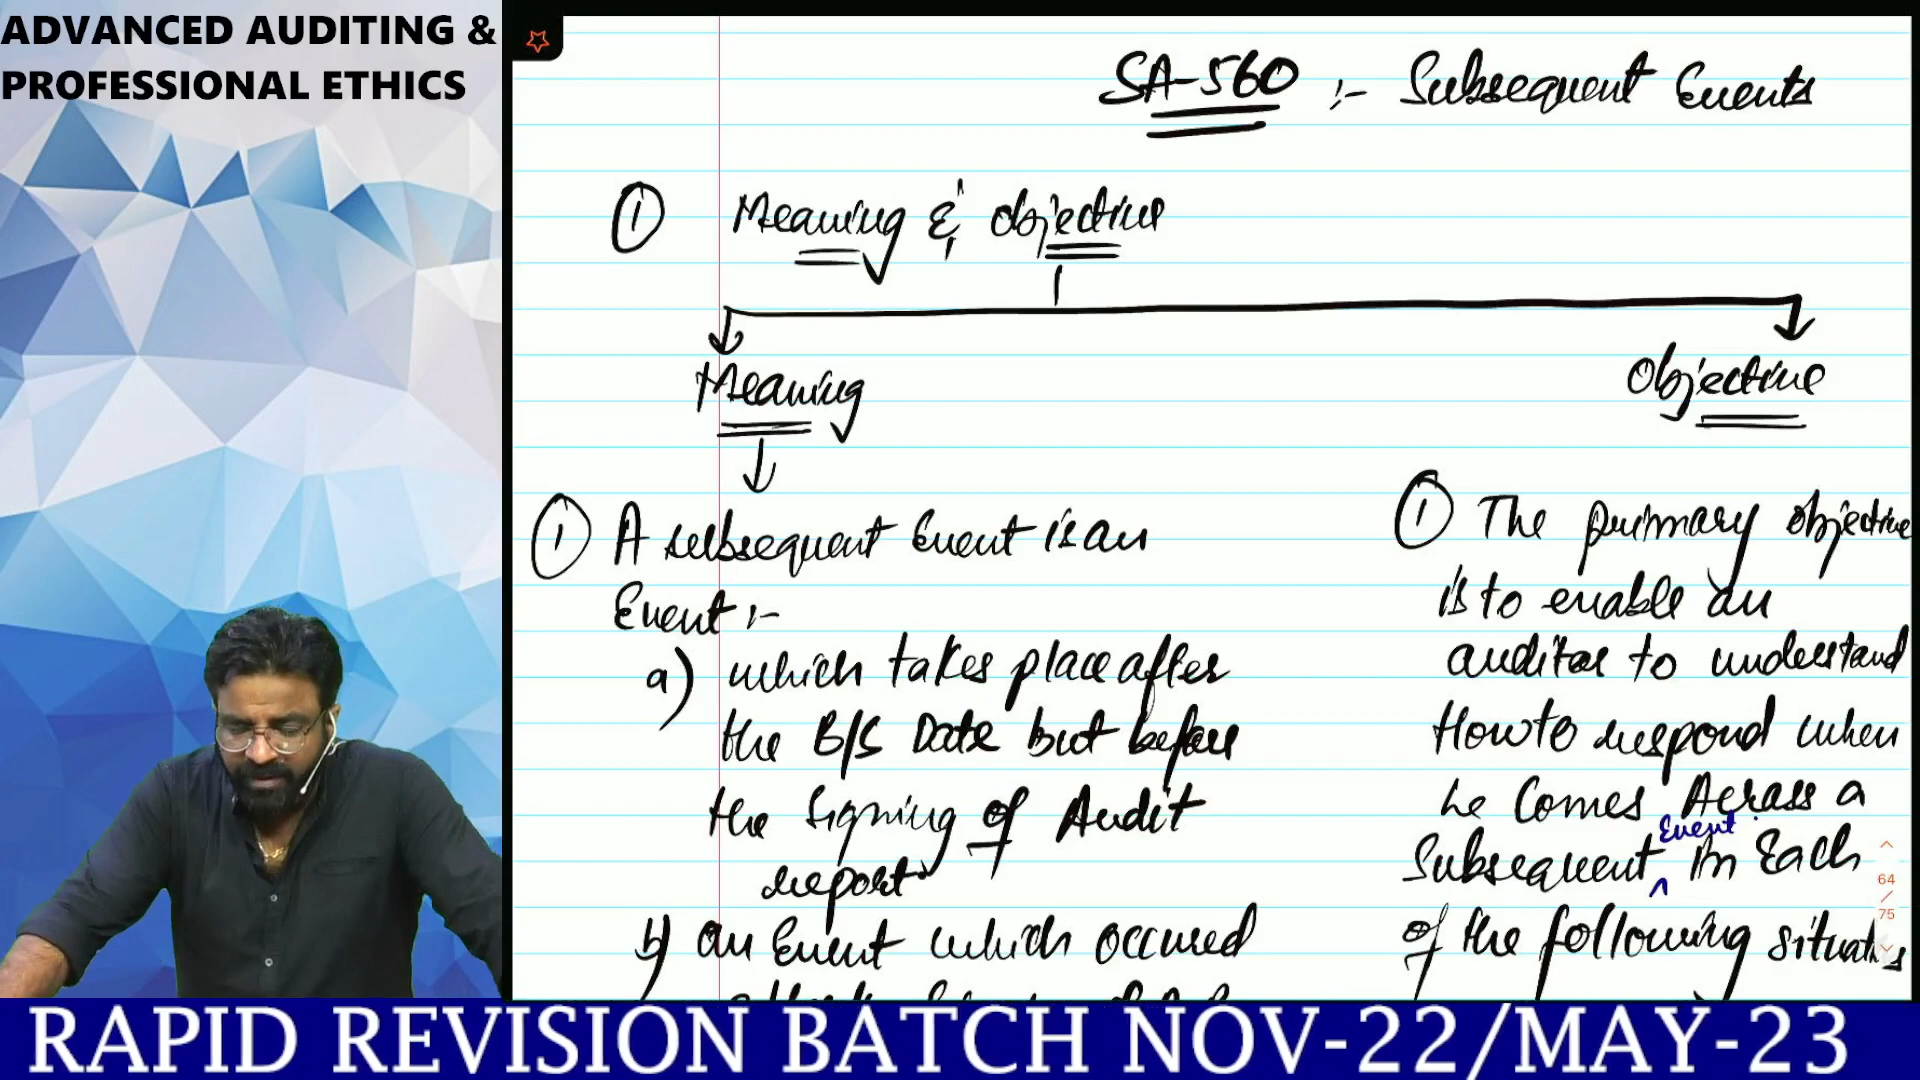 ADVANCED AUDITING &
PROFESSIONAL ETHICS
SA-560 :- Subsequent Events
① Meaning & objective
Meaning
Objective
① A subsequent Event is an
Event :-
a) which takes place after
the B/S Date but before
the signing of Audit
report
b) an Event which occured
① The primary objective
is to enable an
auditor to understand
How to respond when
he Comes Across a
Subsequent Event in Each
of the following situations
64
/
75
RAPID REVISION BATCH NOV-22/MAY-23